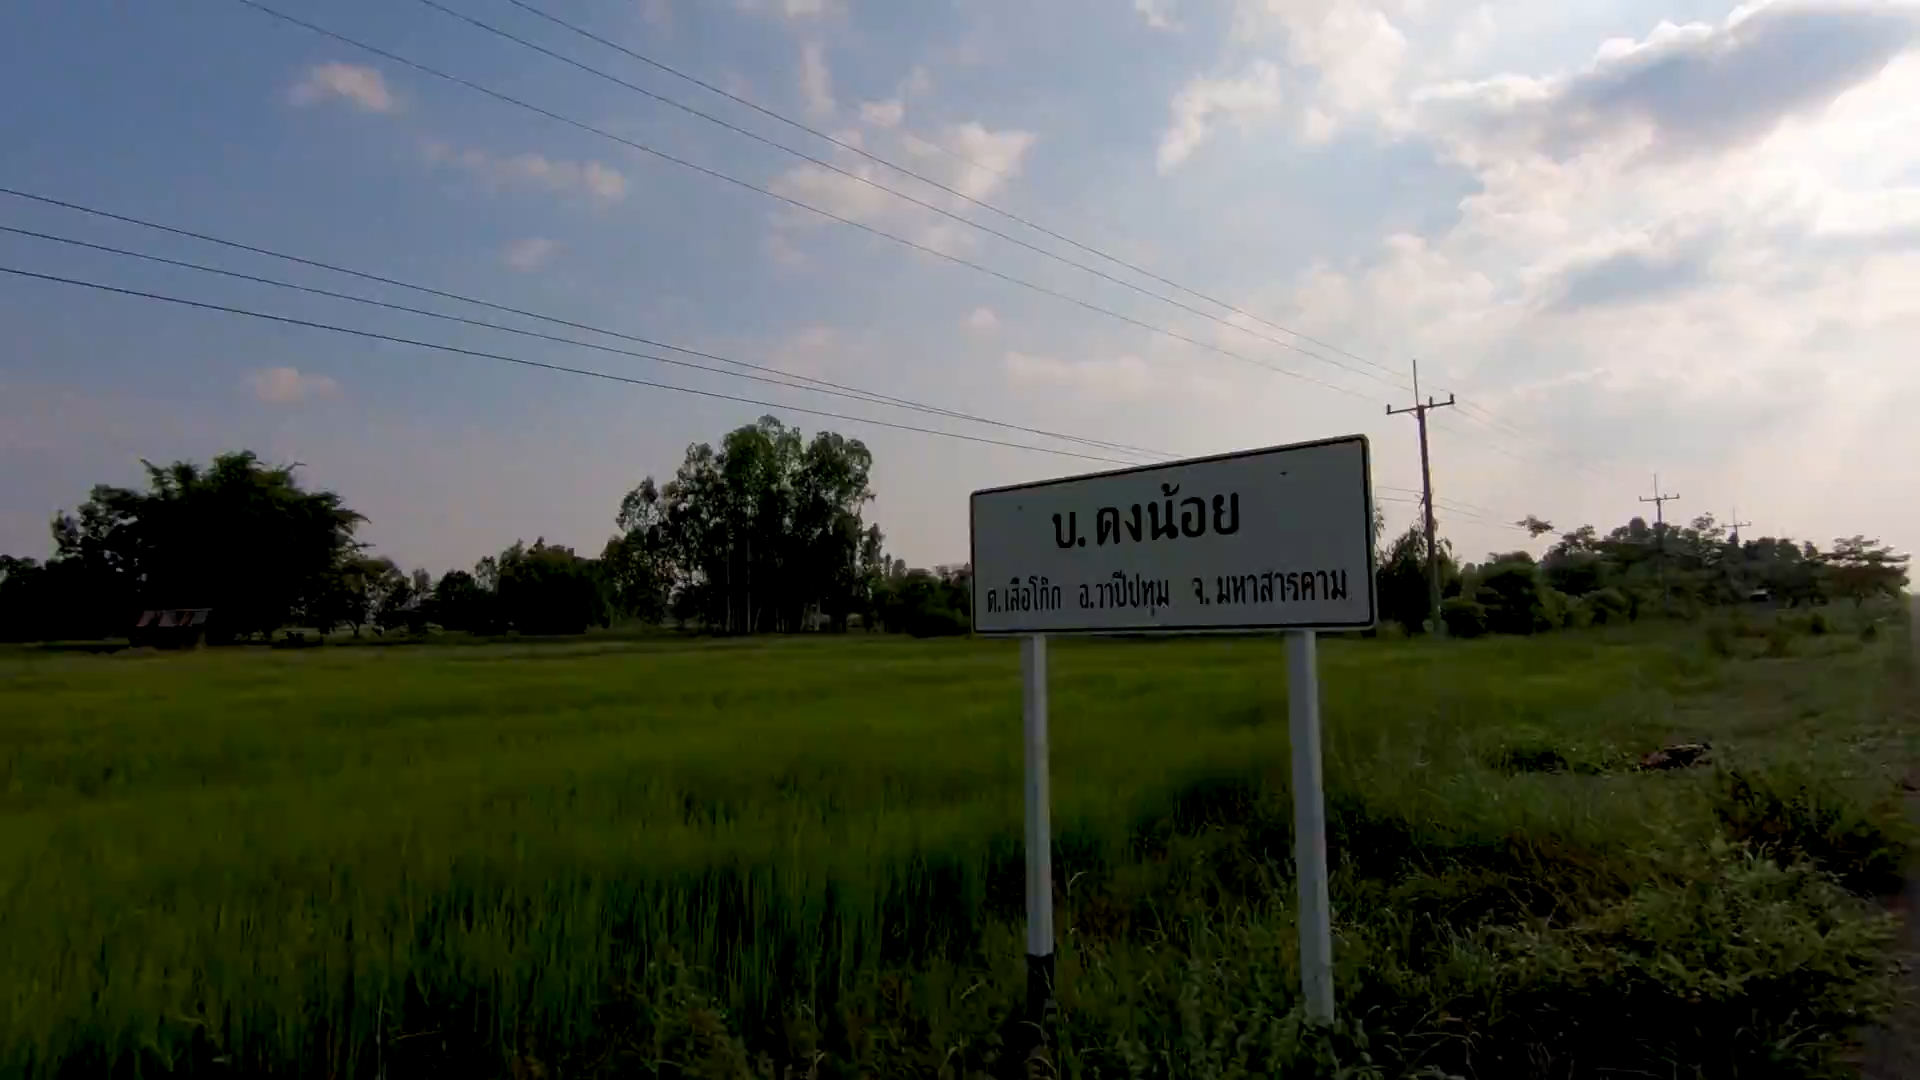 บ. ดงน้อย
ต. เสือโก้ก อ.วาปีปทุม จ. มหาสารคาม